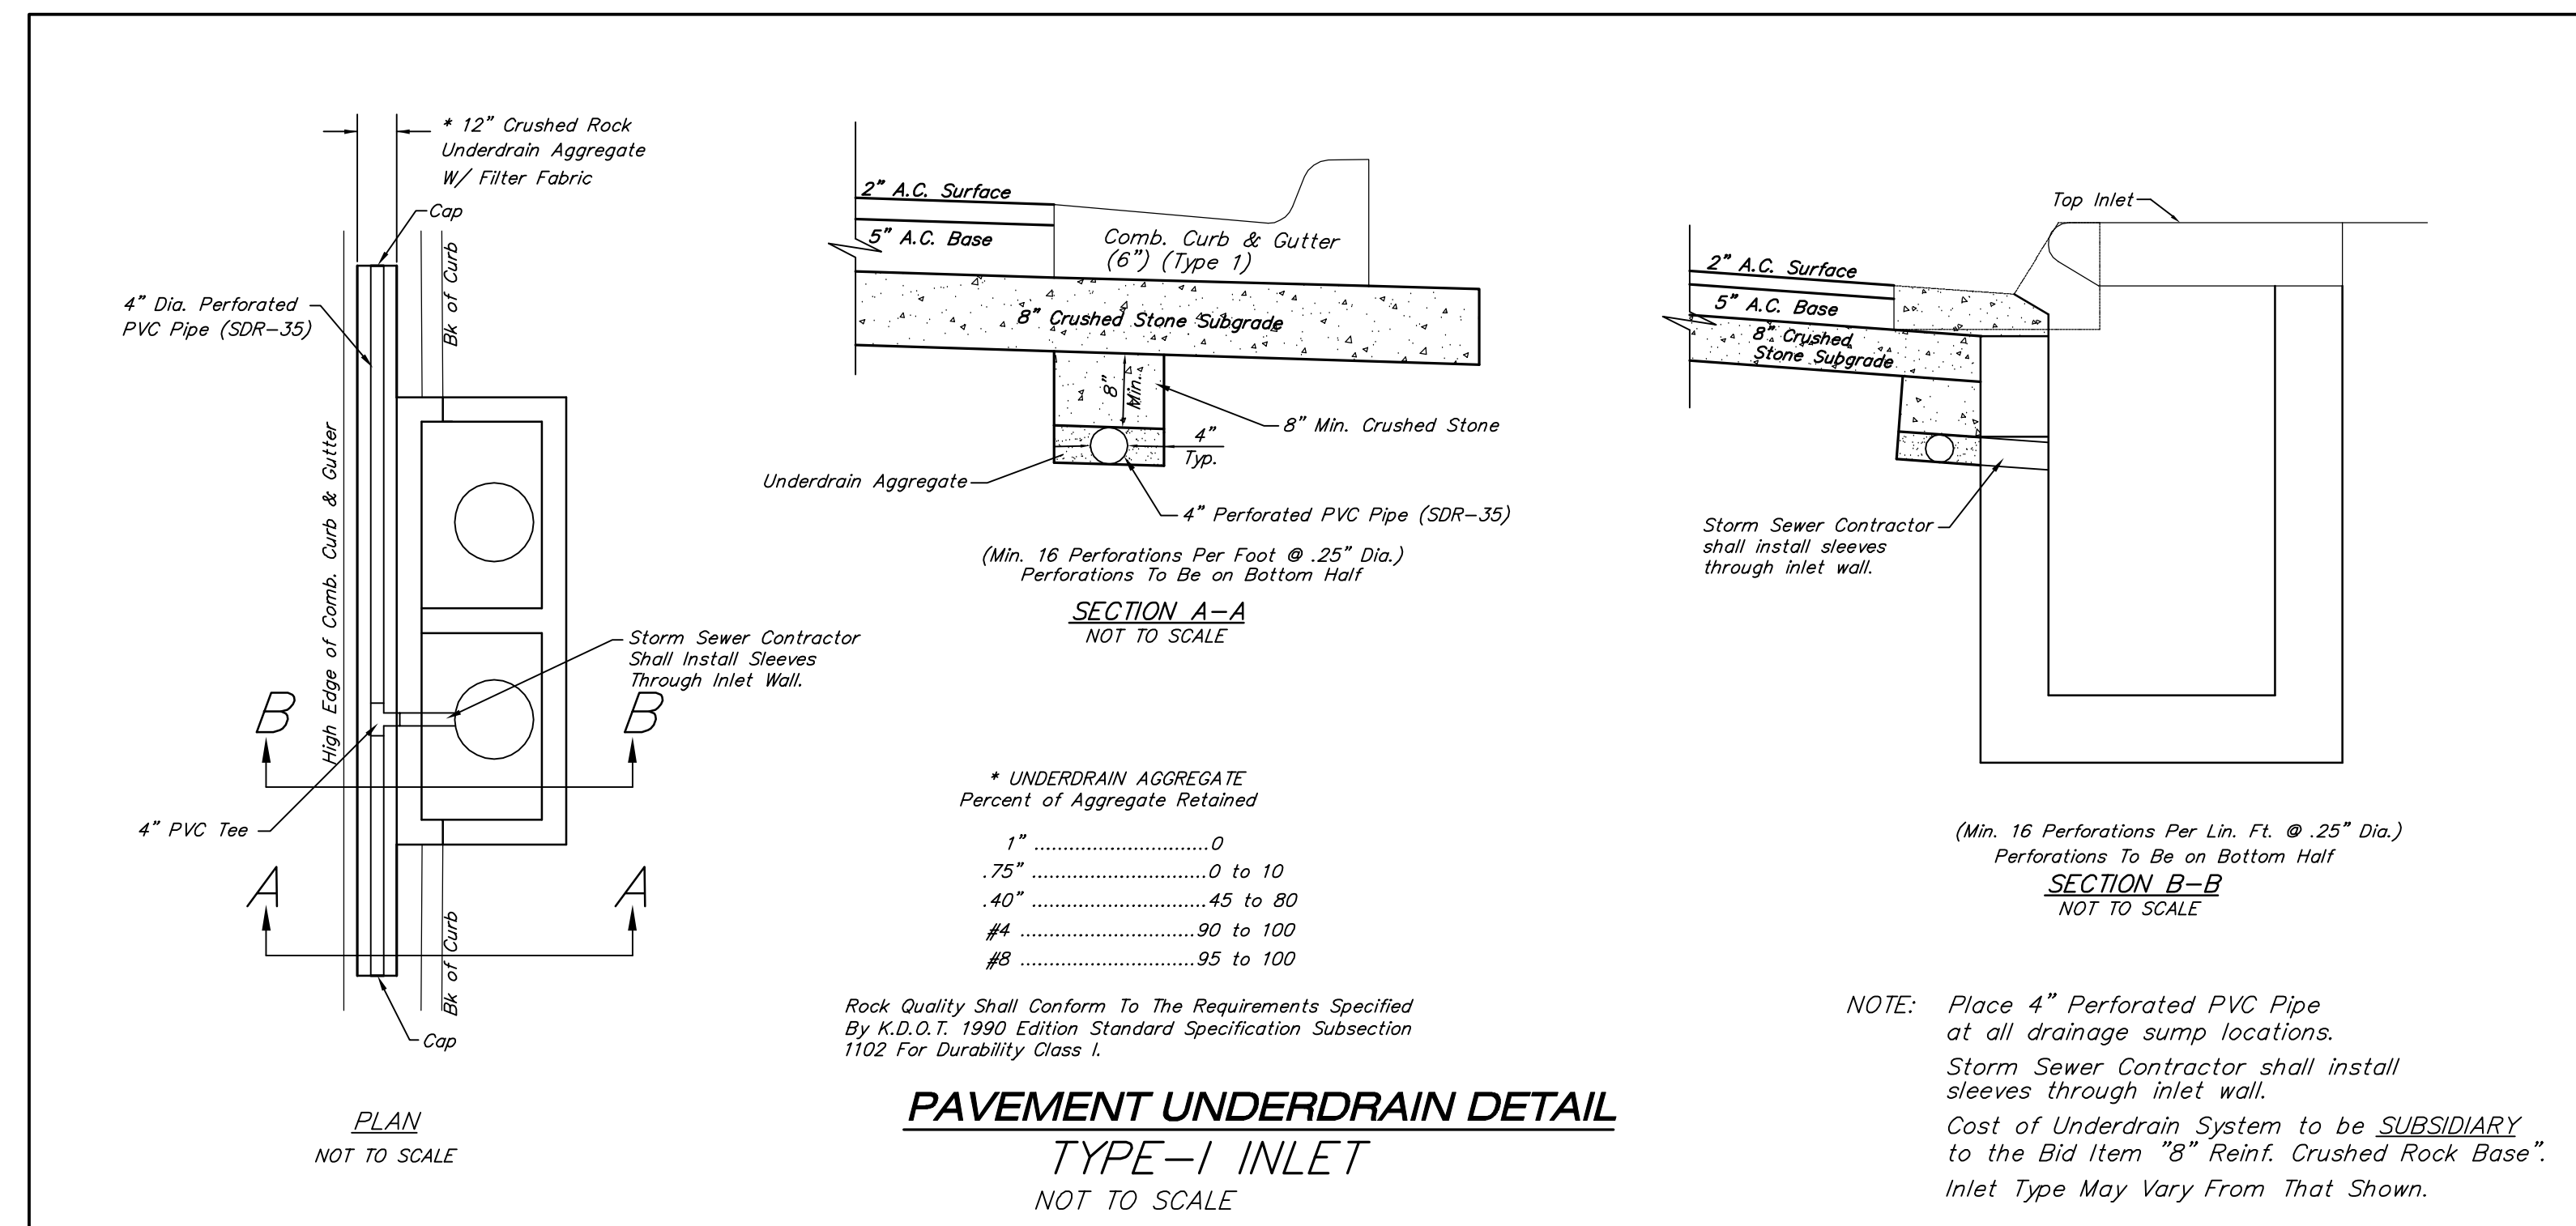 * 12" Crushed Rock
Underdrain Aggregate
W/ Filter Fabric
Cap
Bk of Curb
4" Dia. Perforated
PVC Pipe (SDR-35)
High Edge of Comb. Curb & Gutter
Storm Sewer Contractor
Shall Install Sleeves
Through Inlet Wall.
B
B
4" PVC Tee
A
A
Bk of Curb
Cap
PLAN
NOT TO SCALE
2" A.C. Surface
5" A.C. Base
Comb. Curb & Gutter
(6") (Type 1)
8" Crushed Stone Subgrade
8"
Min.
8" Min. Crushed Stone
4"
Typ.
Underdrain Aggregate
4" Perforated PVC Pipe (SDR-35)
(Min. 16 Perforations Per Foot @ .25" Dia.)
Perforations To Be on Bottom Half
SECTION A-A
NOT TO SCALE
* UNDERDRAIN AGGREGATE
Percent of Aggregate Retained
1" ..............................0
.75" ..............................0 to 10
.40" ..............................45 to 80
#4 ..............................90 to 100
#8 ..............................95 to 100
Rock Quality Shall Conform To The Requirements Specified
By K.D.O.T. 1990 Edition Standard Specification Subsection
1102 For Durability Class I.
PAVEMENT UNDERDRAIN DETAIL
TYPE-I INLET
NOT TO SCALE
Top Inlet
2" A.C. Surface
5" A.C. Base
8" Crushed
Stone Subgrade
Storm Sewer Contractor
shall install sleeves
through inlet wall.
(Min. 16 Perforations Per Lin. Ft. @ .25" Dia.)
Perforations To Be on Bottom Half
SECTION B-B
NOT TO SCALE
NOTE: Place 4" Perforated PVC Pipe
at all drainage sump locations.
Storm Sewer Contractor shall install
sleeves through inlet wall.
Cost of Underdrain System to be SUBSIDIARY
to the Bid Item "8" Reinf. Crushed Rock Base".
Inlet Type May Vary From That Shown.